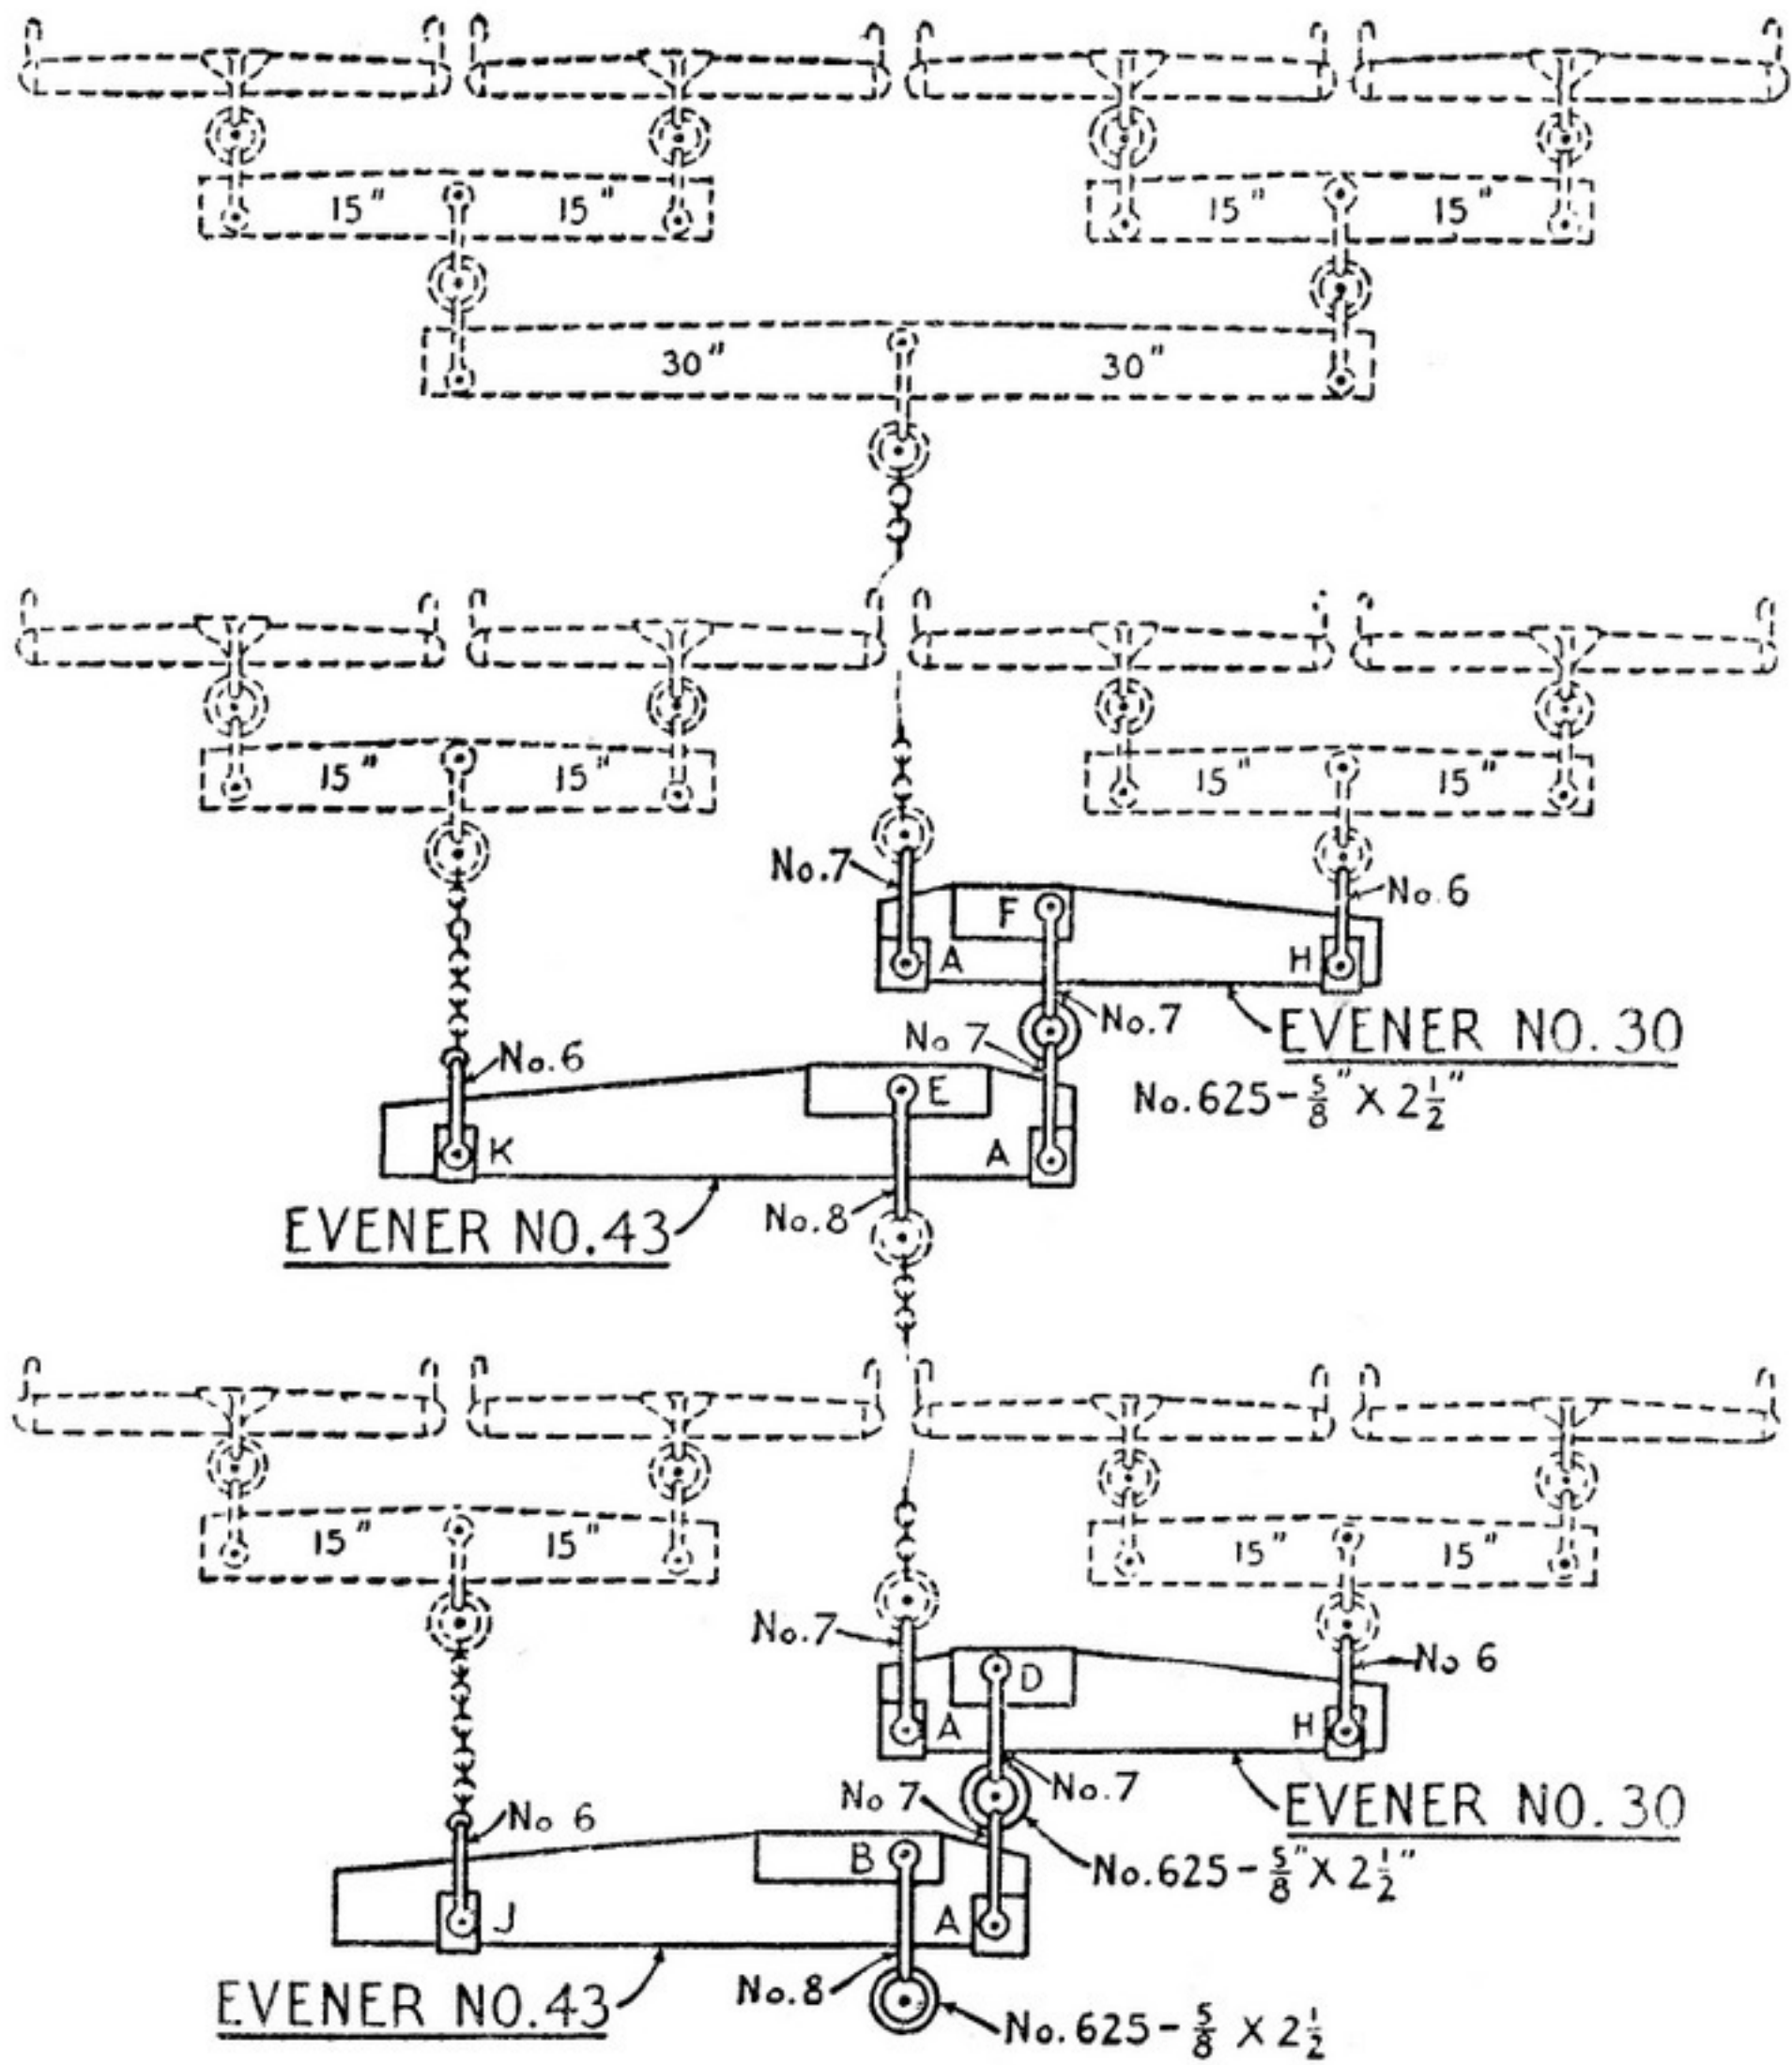 15" 15" 15" 15"
30" 30"
15" 15" 15" 15"
No.7
No.6
F
A H
No.7
No 7
EVENER NO. 30
No.6
E
No.625-5/8" X 2 1/2"
K A
No.8
EVENER NO.43
15" 15" 15" 15"
No.7
No 6
D
A H
No.7
No 7
EVENER NO. 30
No 6
B
No.625-5/8" X 2 1/2"
J A
No.8
EVENER NO.43
No.625-5/8 X 2 1/2